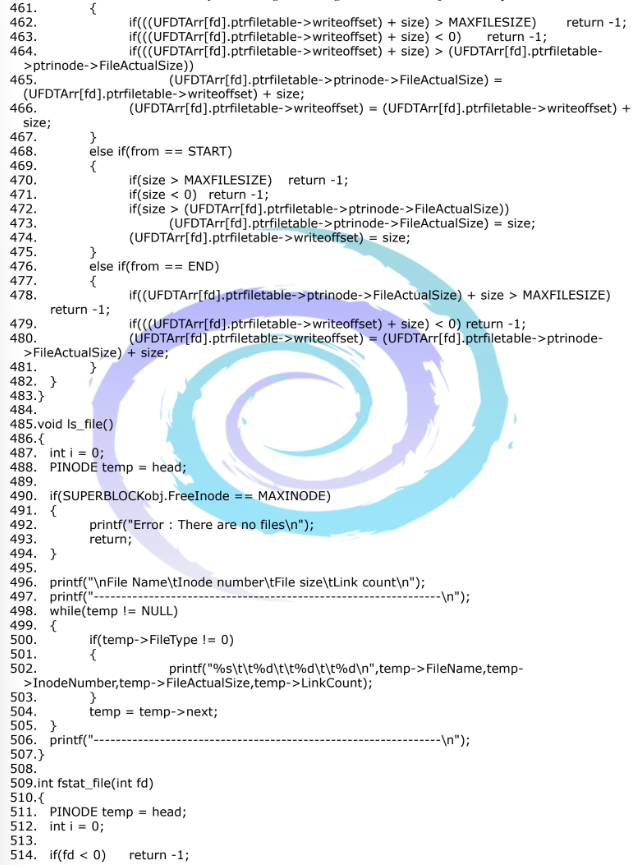 461. {
462. if(((UFDTArr[fd].ptrfiletable->writeoffset) + size) > MAXFILESIZE) return -1;
463. if(((UFDTArr[fd].ptrfiletable->writeoffset) + size) < 0) return -1;
464. if(((UFDTArr[fd].ptrfiletable->writeoffset) + size) > (UFDTArr[fd].ptrfiletable-
>ptrinode->FileActualSize))
465. (UFDTArr[fd].ptrfiletable->ptrinode->FileActualSize) =
(UFDTArr[fd].ptrfiletable->writeoffset) + size;
466. (UFDTArr[fd].ptrfiletable->writeoffset) = (UFDTArr[fd].ptrfiletable->writeoffset) +
size;
467. }
468. else if(from == START)
469. {
470. if(size > MAXFILESIZE) return -1;
471. if(size < 0) return -1;
472. if(size > (UFDTArr[fd].ptrfiletable->ptrinode->FileActualSize))
473. (UFDTArr[fd].ptrfiletable->ptrinode->FileActualSize) = size;
474. (UFDTArr[fd].ptrfiletable->writeoffset) = size;
475. }
476. else if(from == END)
477. {
478. if((UFDTArr[fd].ptrfiletable->ptrinode->FileActualSize) + size > MAXFILESIZE)
return -1;
479. if(((UFDTArr[fd].ptrfiletable->writeoffset) + size) < 0) return -1;
480. (UFDTArr[fd].ptrfiletable->writeoffset) = (UFDTArr[fd].ptrfiletable->ptrinode-
>FileActualSize) + size;
481. }
482. }
483.}
484.
485.void ls_file()
486.{
487. int i = 0;
488. PINODE temp = head;
489.
490. if(SUPERBLOCKobj.FreeInode == MAXINODE)
491. {
492. printf("Error : There are no files\n");
493. return;
494. }
495.
496. printf("\nFile Name\tInode number\tFile size\tLink count\n");
497. printf("---------------------------------------------------------------\n");
498. while(temp != NULL)
499. {
500. if(temp->FileType != 0)
501. {
502. printf("%s\t\t%d\t\t%d\t\t%d\n",temp->FileName,temp-
>InodeNumber,temp->FileActualSize,temp->LinkCount);
503. }
504. temp = temp->next;
505. }
506. printf("---------------------------------------------------------------\n");
507.}
508.
509.int fstat_file(int fd)
510.{
511. PINODE temp = head;
512. int i = 0;
513.
514. if(fd < 0) return -1;